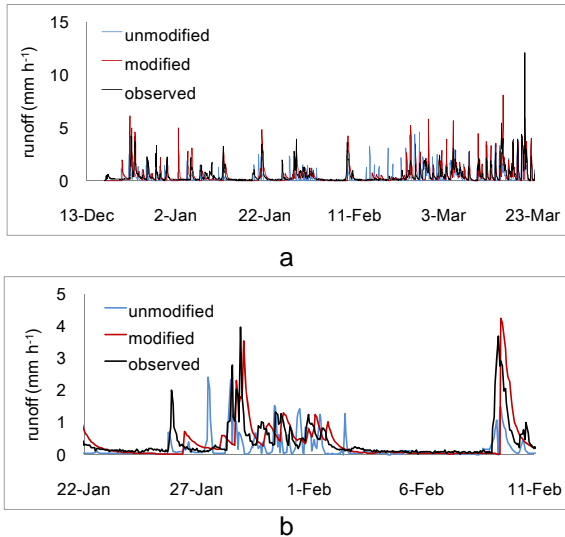 15
unmodified
modified
10
observed
5
0
runoff (mm h⁻¹)
13-Dec 2-Jan 22-Jan 11-Feb 3-Mar 23-Mar
a
5
unmodified
4
modified
3
observed
2
1
0
runoff (mm h⁻¹)
22-Jan 27-Jan 1-Feb 6-Feb 11-Feb
b